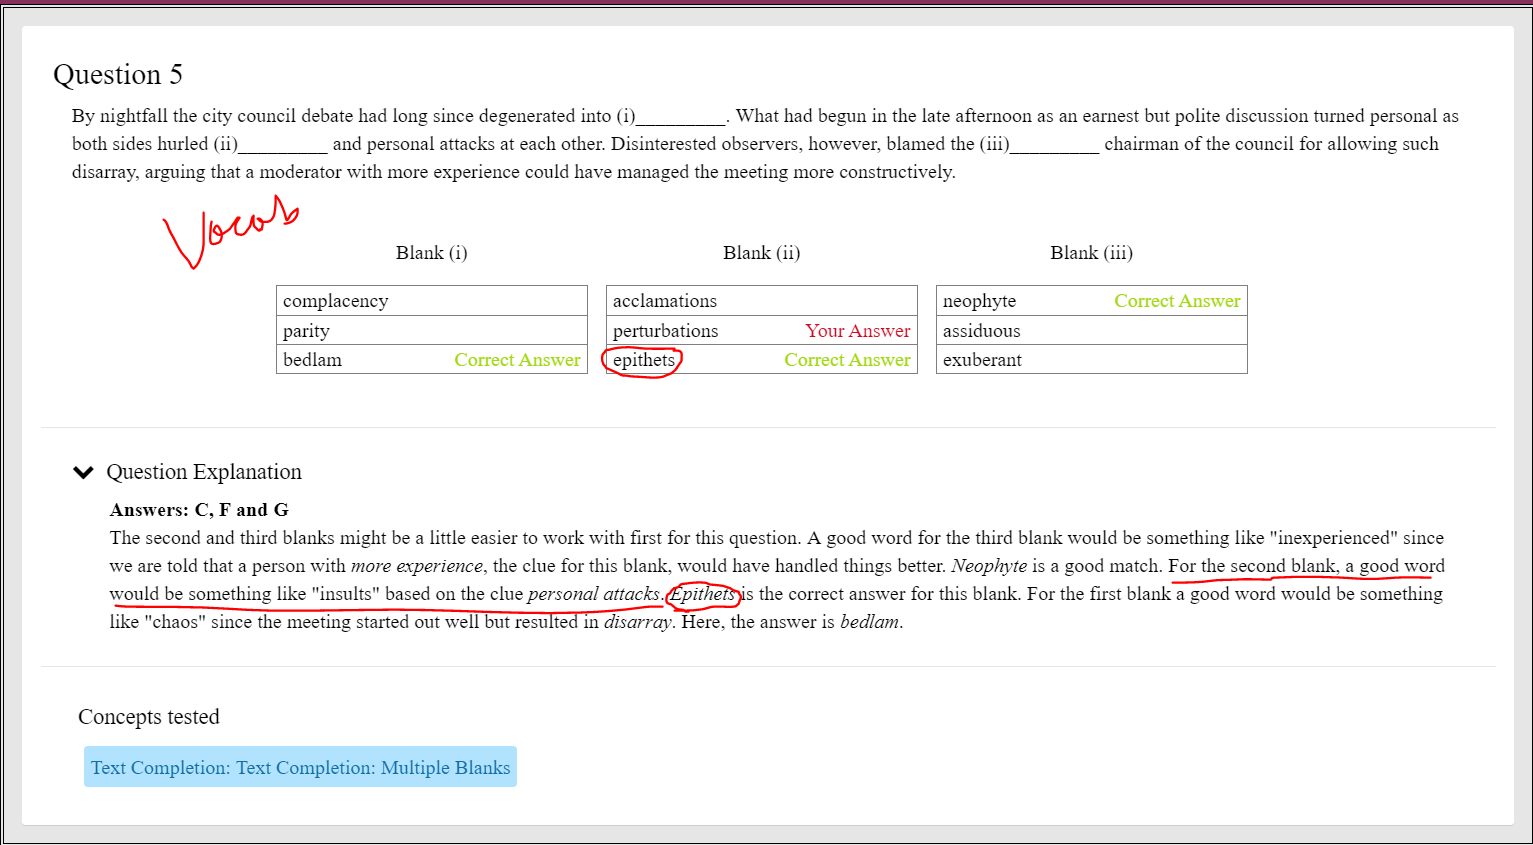 Question 5
By nightfall the city council debate had long since degenerated into (i)_________. What had begun in the late afternoon as an earnest but polite discussion turned personal as
both sides hurled (ii)_________ and personal attacks at each other. Disinterested observers, however, blamed the (iii)_________ chairman of the council for allowing such
disarray, arguing that a moderator with more experience could have managed the meeting more constructively.
Vocab
Blank (i) Blank (ii) Blank (iii)
complacency acclamations neophyte Correct Answer
parity perturbations Your Answer assiduous
bedlam Correct Answer epithets Correct Answer exuberant
Question Explanation
Answers: C, F and G
The second and third blanks might be a little easier to work with first for this question. A good word for the third blank would be something like "inexperienced" since
we are told that a person with more experience, the clue for this blank, would have handled things better. Neophyte is a good match. For the second blank, a good word
would be something like "insults" based on the clue personal attacks. Epithets is the correct answer for this blank. For the first blank a good word would be something
like "chaos" since the meeting started out well but resulted in disarray. Here, the answer is bedlam.
Concepts tested
Text Completion: Text Completion: Multiple Blanks